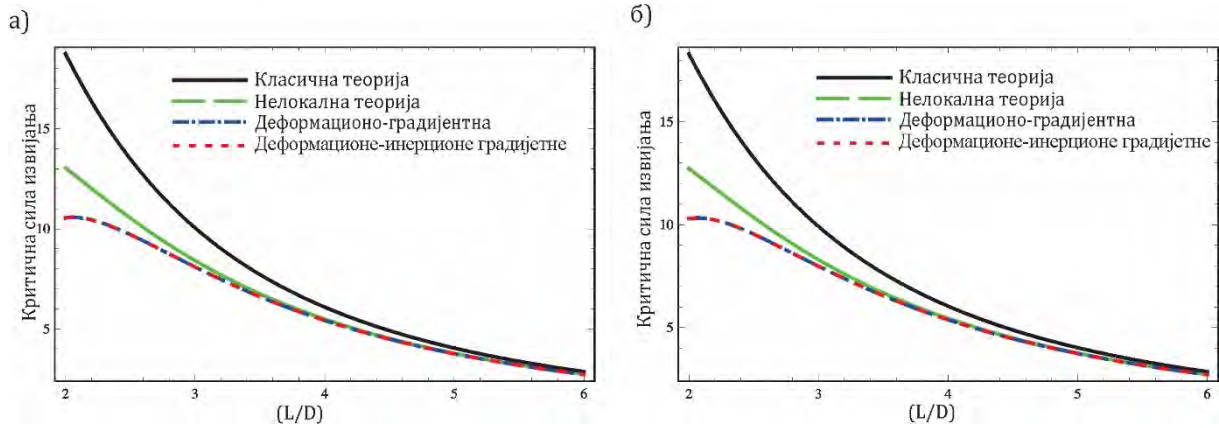 а)
Критична сила извијања
15
10
5
Класична теорија
Нелокална теорија
Деформационо-градијентна
Деформационе-инерционе градијетне
2
3
4
5
6
(L/D)
б)
Критична сила извијања
15
10
5
Класична теорија
Нелокална теорија
Деформационо-градијентна
Деформационе-инерционе градијетне
2
3
4
5
6
(L/D)